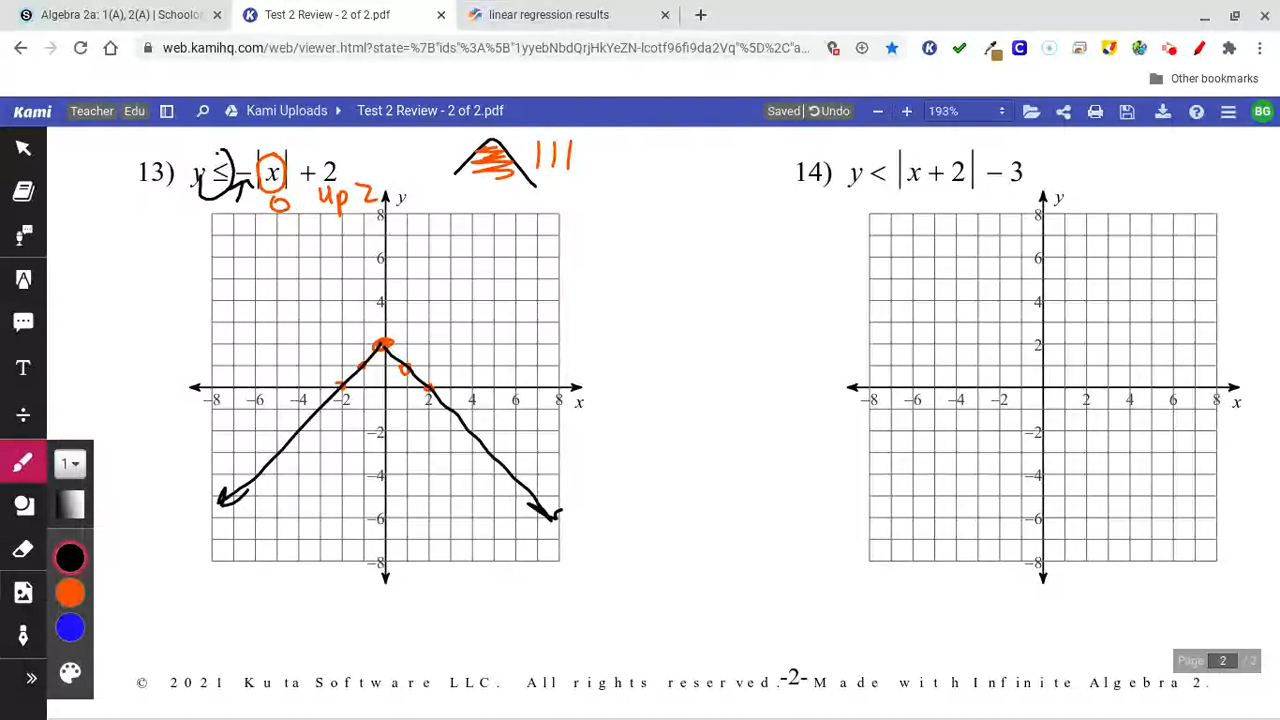 Algebra 2a: 1(A), 2(A) | Schoolo
Test 2 Review - 2 of 2.pdf
linear regression results
web.kamihq.com/web/viewer.html?state=%7B"ids"%3A%5B"1yyebNbdQrjHkYeZN-lcotf96fi9da2Vq"%5D%2C"a...
Other bookmarks
Kami Teacher Edu Kami Uploads Test 2 Review - 2 of 2.pdf Saved Undo 193% BG
13) y ≤ -|x| + 2
0 up 2
14) y < |x + 2| - 3
y
8
6
4
2
-8 -6 -4 -2 2 4 6 8 x
-2
-4
-6
-8
y
8
6
4
2
-8 -6 -4 -2 2 4 6 8 x
-2
-4
-6
-8
1
Page 2 / 2
© 2021 Kuta Software LLC. All rights reserved. -2- Made with Infinite Algebra 2.